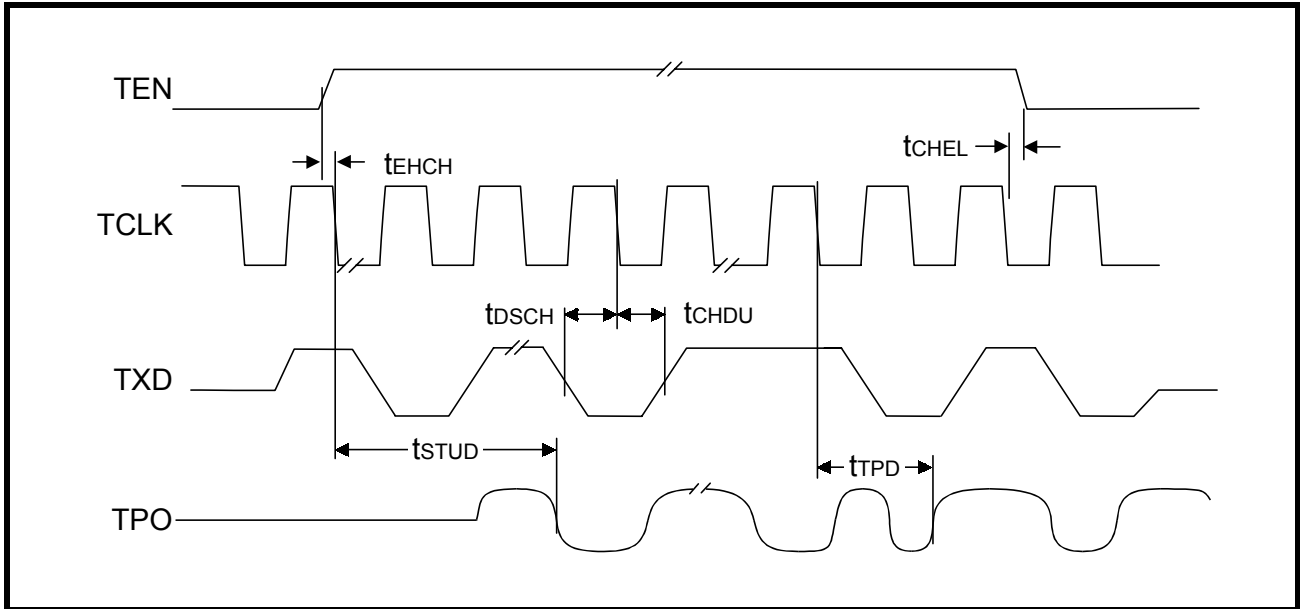 TEN
tCHEL
tEHCH
TCLK
tDSCH tCHDU
TXD
tSTUD
tTPD
TPO